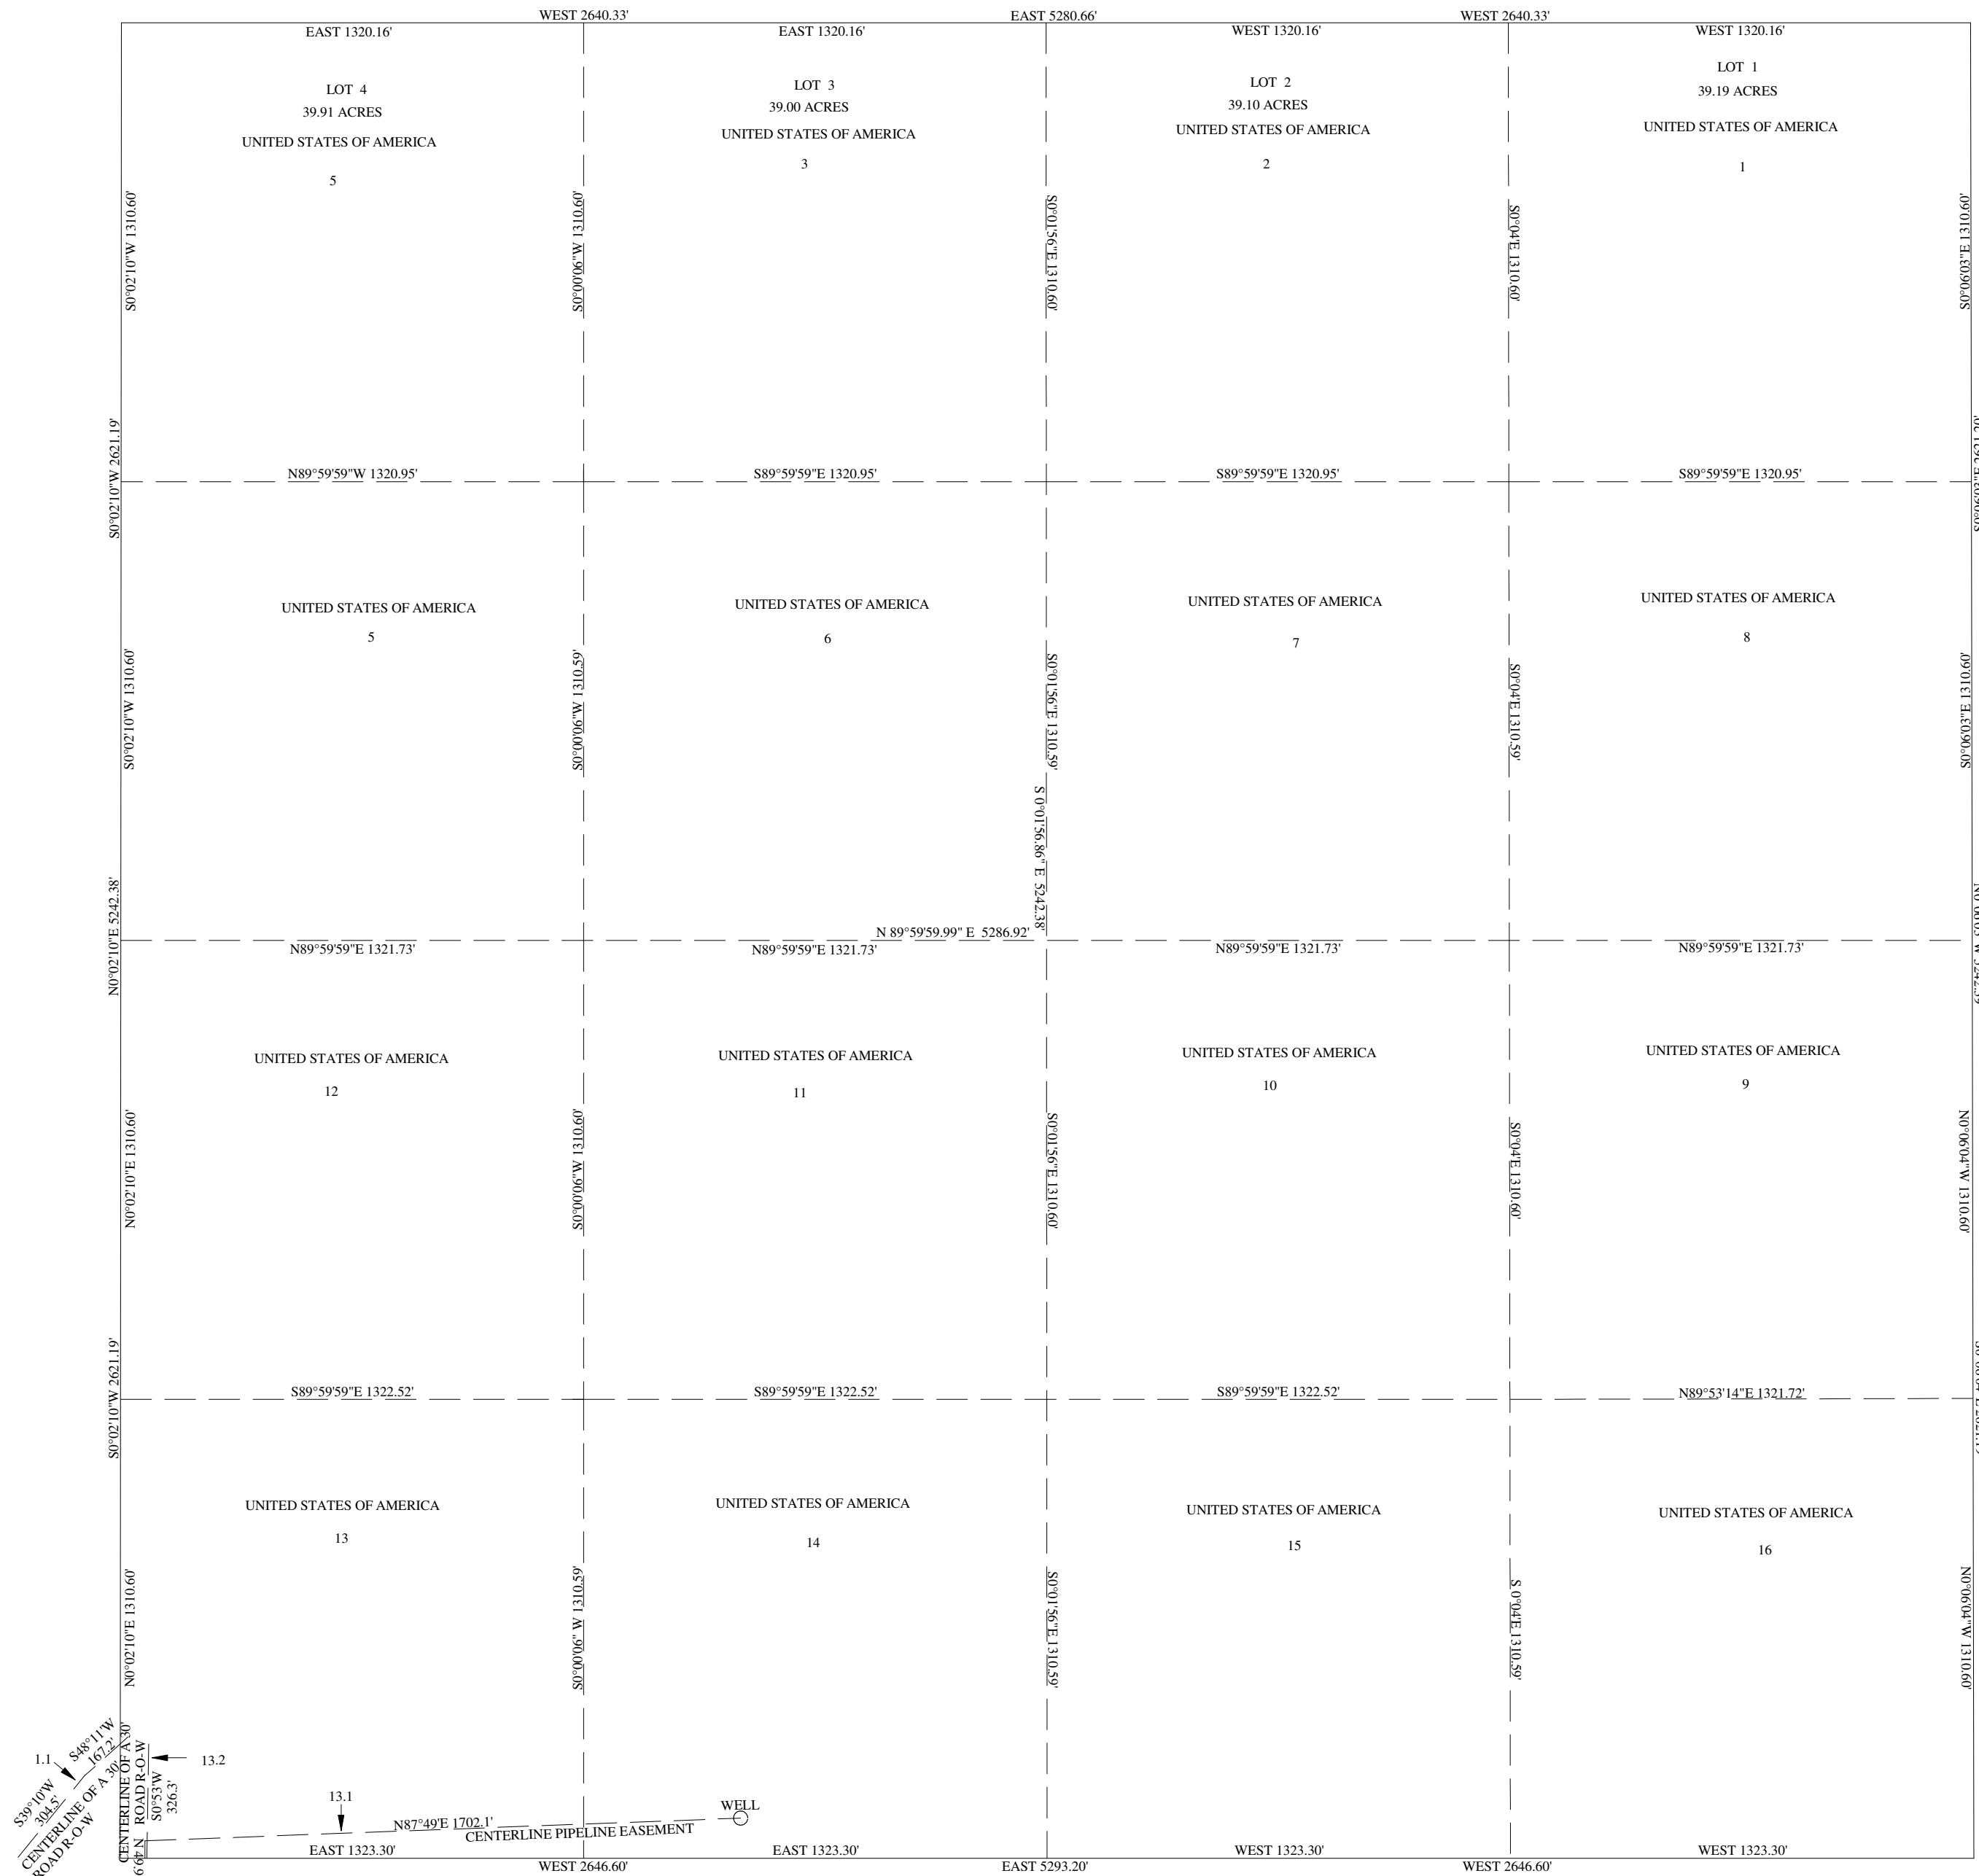 WEST 2640.33'
EAST 5280.66'
WEST 2640.33'
EAST 1320.16'
EAST 1320.16'
WEST 1320.16'
WEST 1320.16'
LOT 4
39.91 ACRES
UNITED STATES OF AMERICA
5
LOT 3
39.00 ACRES
UNITED STATES OF AMERICA
3
LOT 2
39.10 ACRES
UNITED STATES OF AMERICA
2
LOT 1
39.19 ACRES
UNITED STATES OF AMERICA
1
S0°02'10"W 1310.60'
S0°00'06"W 1310.60'
S0°01'56"E 1310.60'
S0°04'E 1310.60'
S0°06'03"E 1310.60'
S0°02'10"W 2621.19'
N89°59'59"W 1320.95'
S89°59'59"E 1320.95'
S89°59'59"E 1320.95'
S89°59'59"E 1320.95'
UNITED STATES OF AMERICA
5
UNITED STATES OF AMERICA
6
UNITED STATES OF AMERICA
7
UNITED STATES OF AMERICA
8
S0°02'10"W 1310.60'
S0°00'06"W 1310.59'
S0°01'56"E 1310.59'
S0°04'E 1310.59'
S0°06'03"E 1310.60'
S 0°01'56.86" E 5242.38'
N0°02'10"E 5242.38'
N 89°59'59.99" E 5286.92'
N89°59'59"E 1321.73'
N89°59'59"E 1321.73'
N89°59'59"E 1321.73'
N89°59'59"E 1321.73'
UNITED STATES OF AMERICA
12
UNITED STATES OF AMERICA
11
UNITED STATES OF AMERICA
10
UNITED STATES OF AMERICA
9
N0°02'10"E 1310.60'
S0°00'06"W 1310.60'
S0°01'56"E 1310.60'
S0°04'E 1310.60'
N0°06'04"W 1310.60'
S0°02'10"W 2621.19'
S89°59'59"E 1322.52'
S89°59'59"E 1322.52'
S89°59'59"E 1322.52'
N89°53'14"E 1321.72'
UNITED STATES OF AMERICA
13
UNITED STATES OF AMERICA
14
UNITED STATES OF AMERICA
15
UNITED STATES OF AMERICA
16
N0°02'10"E 1310.60'
S0°00'06" W 1310.59'
S0°01'56"E 1310.59'
S 0°04'E 1310.59'
N0°06'04"W 1310.60'
1.1
S48°11'W
167.2'
S39°10'W
304.5'
CENTERLINE OF A 30'
ROAD R-O-W
CENTERLINE OF A 30'
ROAD R-O-W
S0°53'W
326.3'
13.2
13.1
N87°49'E 1702.1'
CENTERLINE PIPELINE EASEMENT
WELL
EAST 1323.30'
EAST 1323.30'
WEST 1323.30'
WEST 1323.30'
WEST 2646.60'
EAST 5293.20'
WEST 2646.60'